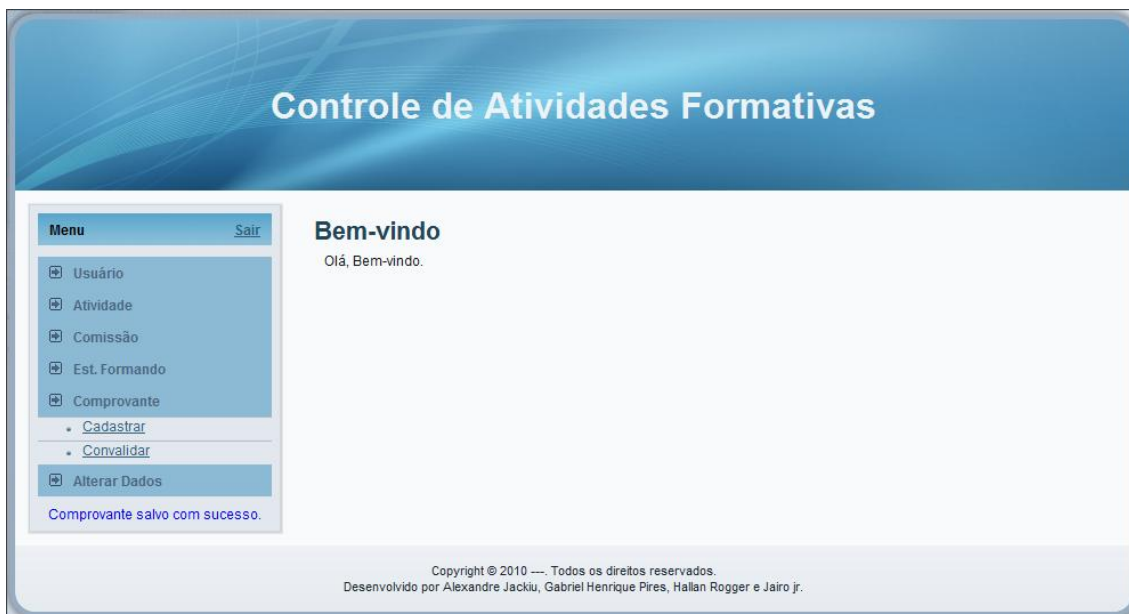 Controle de Atividades Formativas
Menu Sair
Usuário
Atividade
Comissão
Est. Formando
Comprovante
Cadastrar
Convalidar
Alterar Dados
Comprovante salvo com sucesso.
Bem-vindo
Olá, Bem-vindo.
Copyright © 2010 ---. Todos os direitos reservados.
Desenvolvido por Alexandre Jackiu, Gabriel Henrique Pires, Hallan Rogger e Jairo jr.